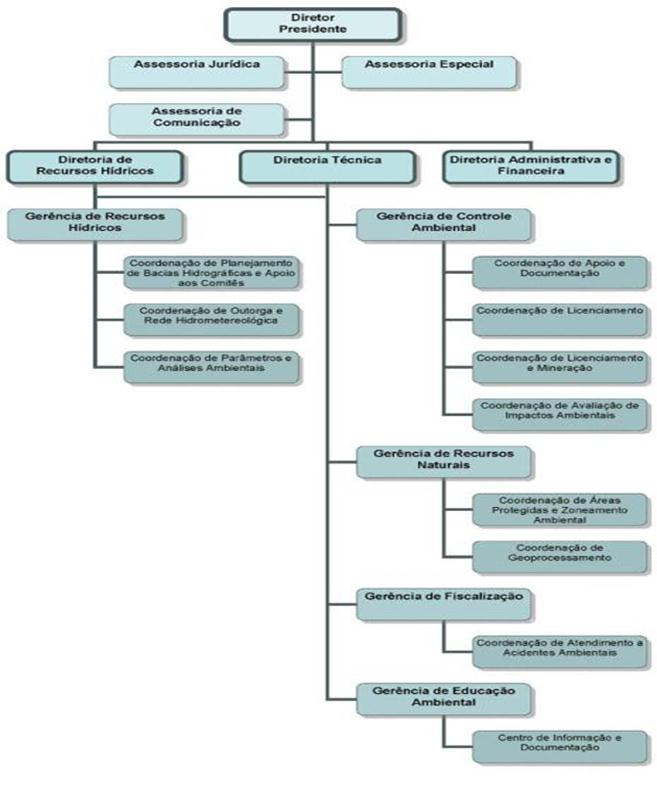 Diretor
Presidente
Assessoria Jurídica
Assessoria Especial
Assessoria de
Comunicação
Diretoria de
Recursos Hídricos
Diretoria Técnica
Diretoria Administrativa e
Financeira
Gerência de Recursos
Hídricos
Coordenação de Planejamento
de Bacias Hidrográficas e Apoio
aos Comitês
Coordenação de Outorga e
Rede Hidrometereológica
Coordenação de Parâmetros e
Análises Ambientais
Gerência de Controle
Ambiental
Coordenação de Apoio e
Documentação
Coordenação de Licenciamento
Coordenação de Licenciamento
e Mineração
Coordenação de Avaliação de
Impactos Ambientais
Gerência de Recursos
Naturais
Coordenação de Áreas
Protegidas e Zoneamento
Ambiental
Coordenação de
Geoprocessamento
Gerência de Fiscalização
Coordenação de Atendimento a
Acidentes Ambientais
Gerência de Educação
Ambiental
Centro de Informação e
Documentação